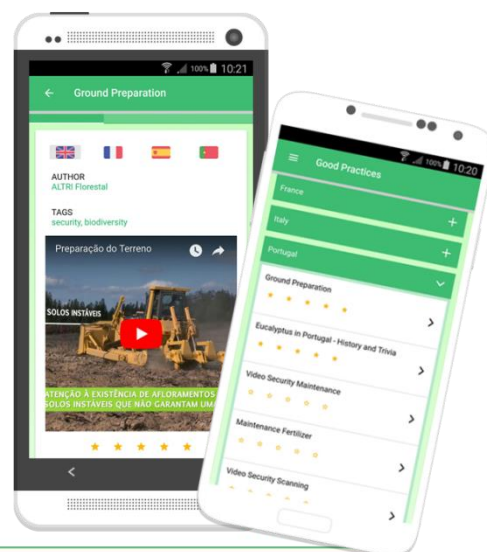 100% 10:21
Ground Preparation
AUTHOR
ALTRI Florestal
TAGS
security, biodiversity
Preparação do Terreno
SOLOS INSTÁVEIS
ATENÇÃO À EXISTÊNCIA DE AFLORAMENTOS
SOLOS INSTÁVEIS QUE NÃO GARANTAM UMA
100% 10:20
Good Practices
France
Italy
Portugal
Ground Preparation
Eucalyptus in Portugal - History and Trivia
Video Security Maintenance
Maintenance Fertilizer
Video Security Scanning